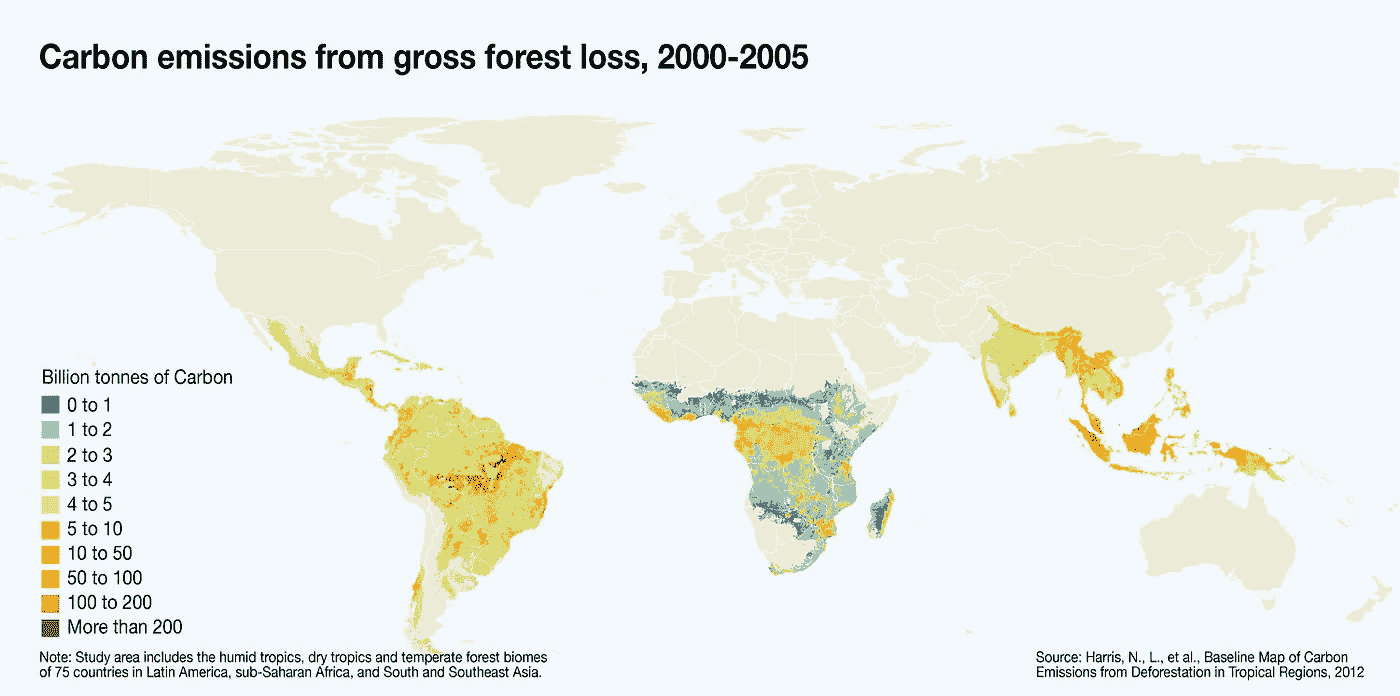 Carbon emissions from gross forest loss, 2000-2005
Billion tonnes of Carbon
0 to 1
1 to 2
2 to 3
3 to 4
4 to 5
5 to 10
10 to 50
50 to 100
100 to 200
More than 200
Note: Study area includes the humid tropics, dry tropics and temperate forest biomes
of 75 countries in Latin America, sub-Saharan Africa, and South and Southeast Asia.
Source: Harris, N., L., et al., Baseline Map of Carbon
Emissions from Deforestation in Tropical Regions, 2012